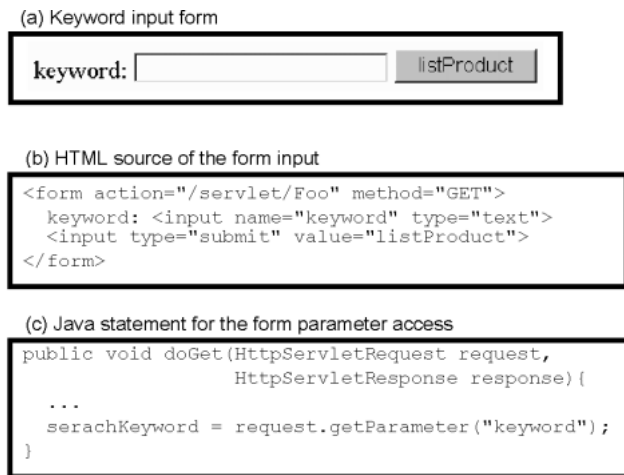 (a) Keyword input form
keyword: listProduct
(b) HTML source of the form input
<form action="/servlet/Foo" method="GET">
keyword: <input name="keyword" type="text">
<input type="submit" value="listProduct">
</form>
(c) Java statement for the form parameter access
public void doGet(HttpServletRequest request,
HttpServletResponse response){
...
serachKeyword = request.getParameter("keyword");
}